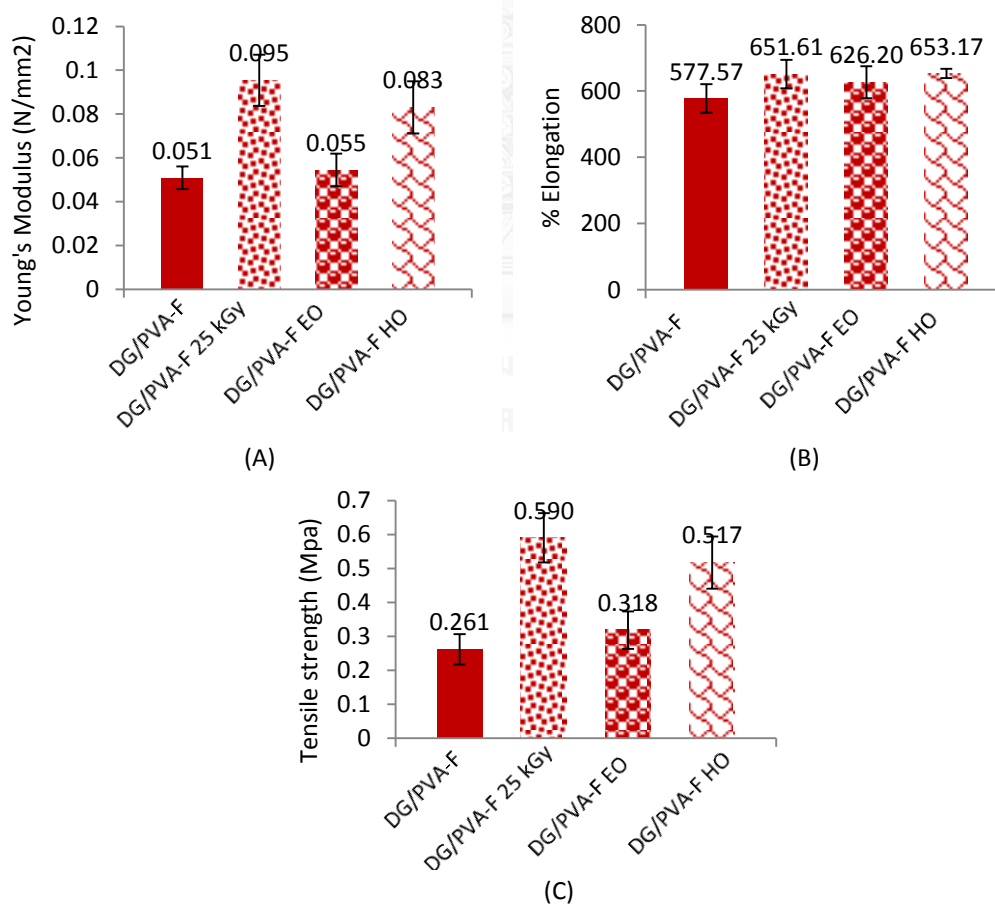 Young's Modulus (N/mm2)
0.12
0.1
0.08
0.06
0.04
0.02
0
0.051
0.095
0.055
0.083
DG/PVA-F
DG/PVA-F 25 kGy
DG/PVA-F EO
DG/PVA-F HO
(A)
% Elongation
800
600
400
200
0
577.57
651.61
626.20
653.17
DG/PVA-F
DG/PVA-F 25 kGy
DG/PVA-F EO
DG/PVA-F HO
(B)
Tensile strength (Mpa)
0.7
0.6
0.5
0.4
0.3
0.2
0.1
0
0.261
0.590
0.318
0.517
DG/PVA-F
DG/PVA-F 25 kGy
DG/PVA-F EO
DG/PVA-F HO
(C)